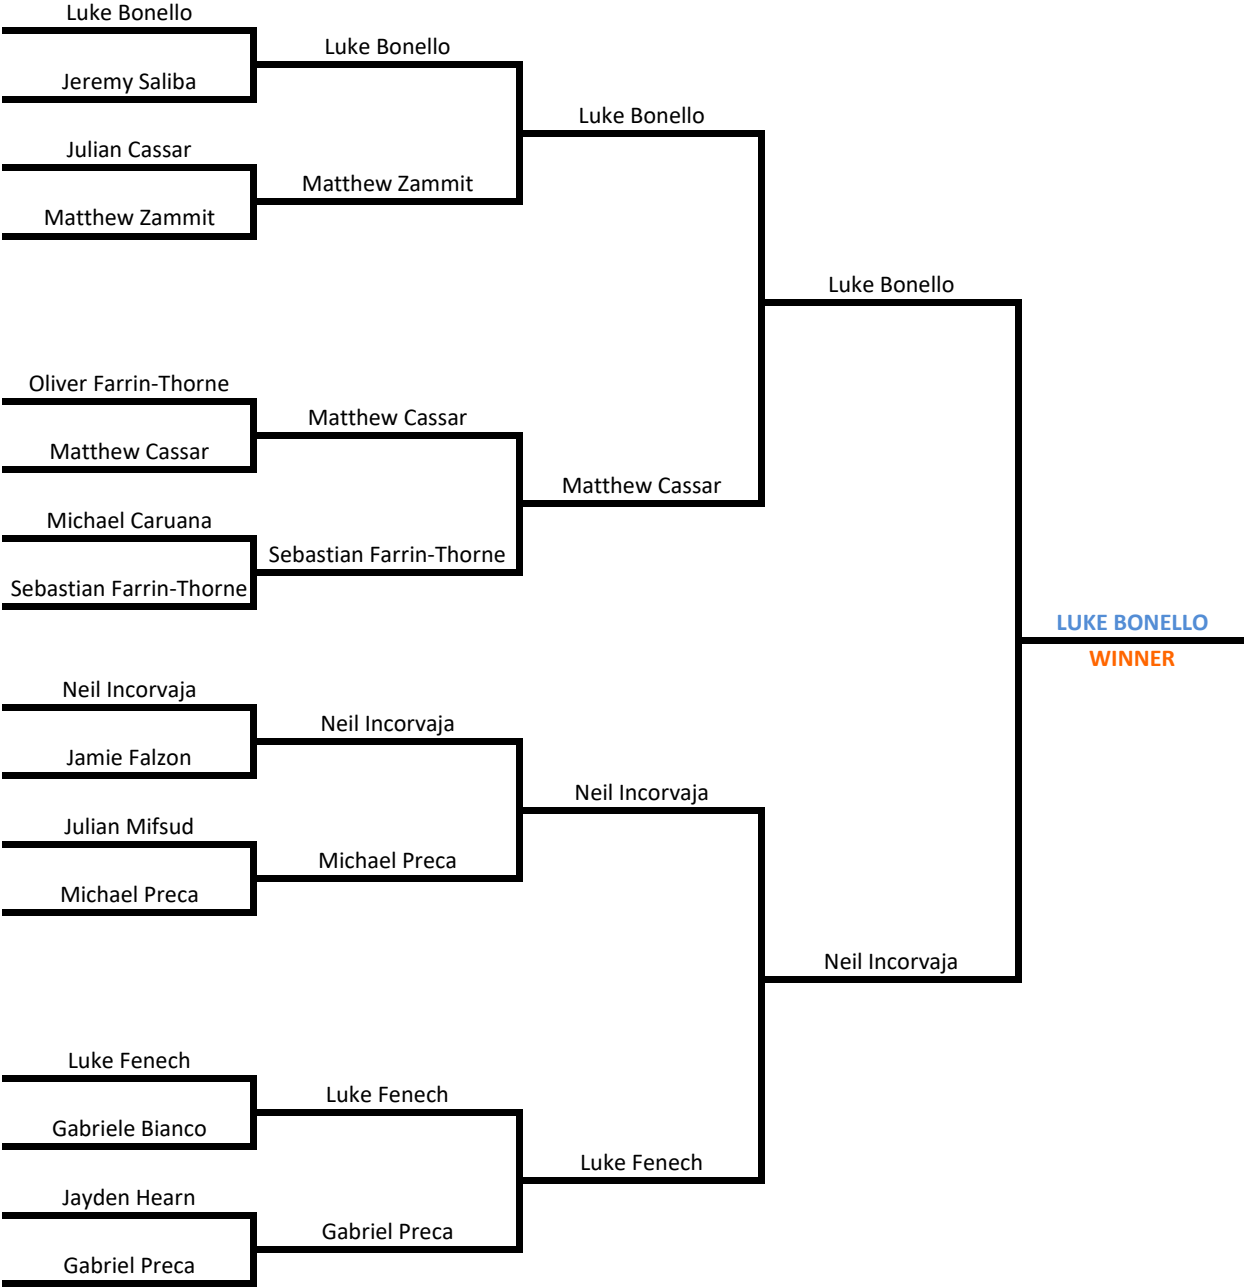 Luke Bonello
Jeremy Saliba
Julian Cassar
Matthew Zammit
Oliver Farrin-Thorne
Matthew Cassar
Michael Caruana
Sebastian Farrin-Thorne
Neil Incorvaja
Jamie Falzon
Julian Mifsud
Michael Preca
Luke Fenech
Gabriele Bianco
Jayden Hearn
Gabriel Preca
Luke Bonello
Matthew Zammit
Matthew Cassar
Sebastian Farrin-Thorne
Neil Incorvaja
Michael Preca
Luke Fenech
Gabriel Preca
Luke Bonello
Matthew Cassar
Neil Incorvaja
Luke Fenech
Luke Bonello
Neil Incorvaja
LUKE BONELLO
WINNER